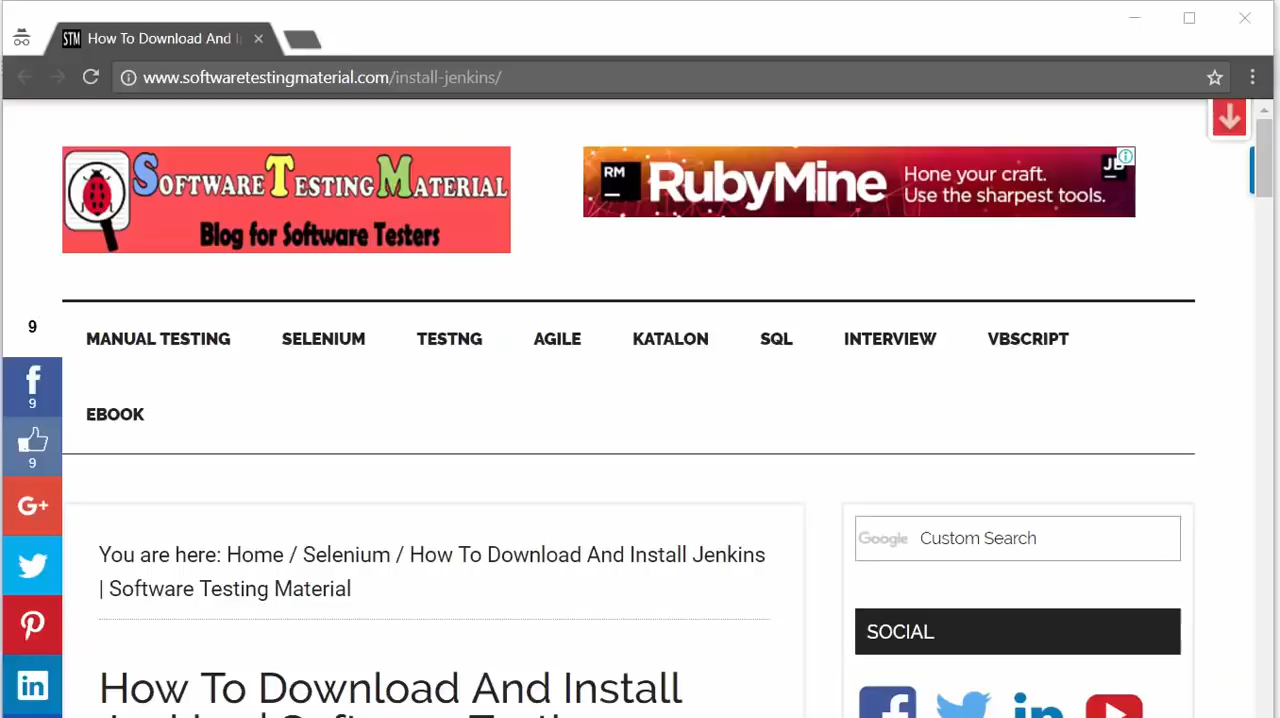 STM How To Download And I
www.softwaretestingmaterial.com/install-jenkins/
SOFTWARETESTINGMATERIAL
Blog for Software Testers
RM
RubyMine
Hone your craft.
Use the sharpest tools.
JB
9
MANUAL TESTING SELENIUM TESTNG AGILE KATALON SQL INTERVIEW VBSCRIPT
EBOOK
9
9
G+
You are here: Home / Selenium / How To Download And Install Jenkins
| Software Testing Material
Google Custom Search
SOCIAL
in
How To Download And Install